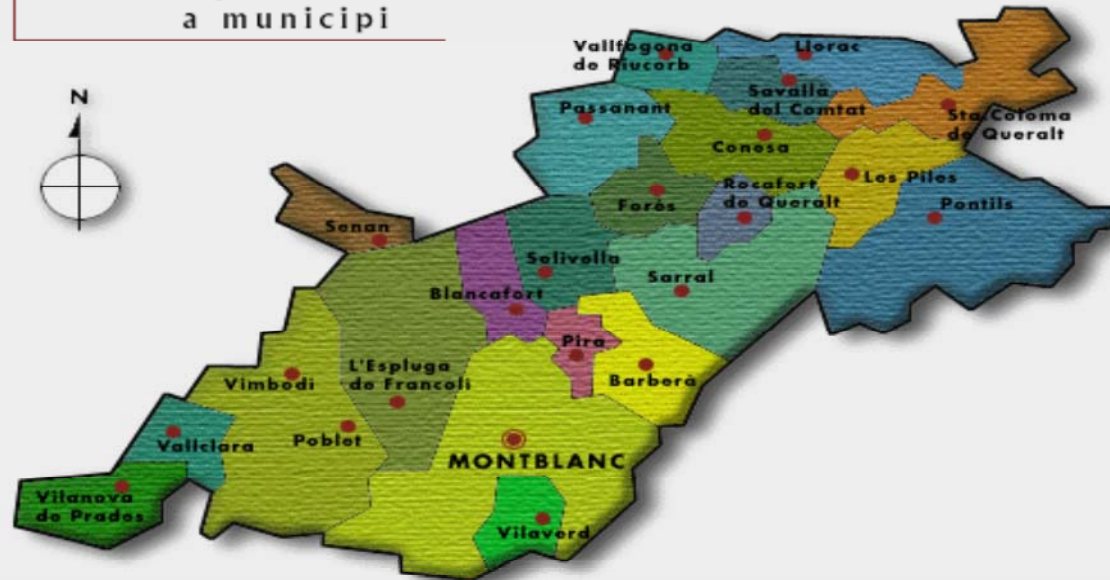 a municipi
N
Vallfogona
de Riucorb
Llorac
Savallà
del Comtat
Passanant
Sta.Coloma
de Queralt
Conesa
Les Piles
Rocafort
de Queralt
Forès
Pontils
Senan
Solivella
Sarral
Blancafort
Pira
L'Espluga
de Francolí
Barberà
Vimbodí
Poblet
Vallclara
MONTBLANC
Vilanova
de Prades
Vilaverd